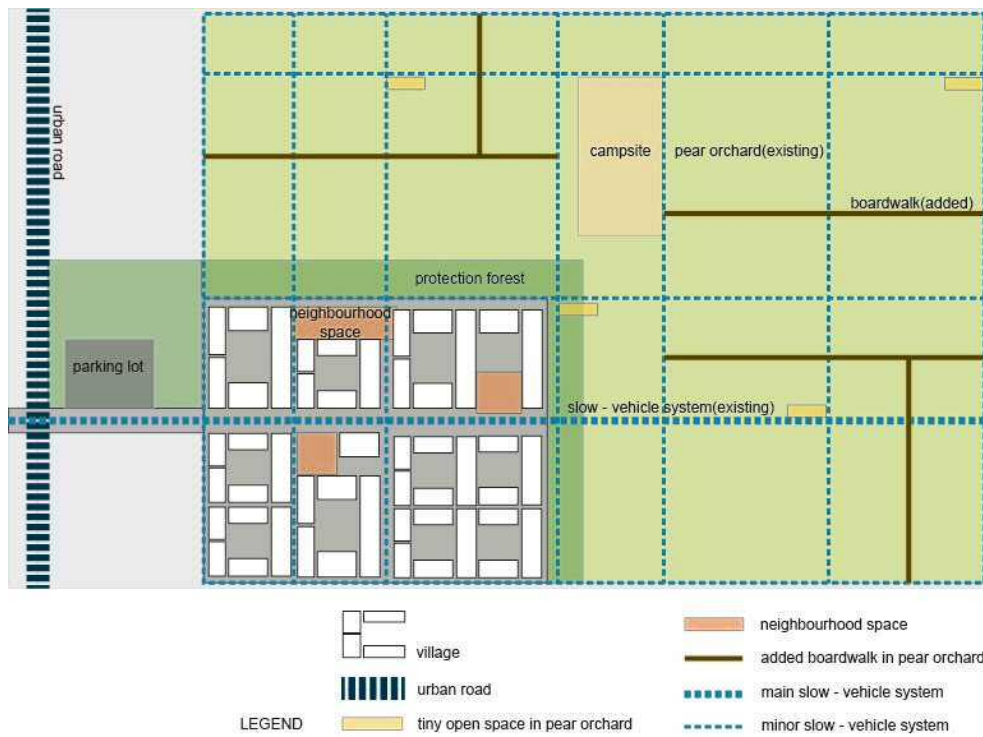 urban road
campsite
pear orchard(existing)
boardwalk(added)
protection forest
neighbourhood
space
parking lot
slow - vehicle system(existing)
village
urban road
LEGEND
tiny open space in pear orchard
neighbourhood space
added boardwalk in pear orchard
main slow - vehicle system
minor slow - vehicle system